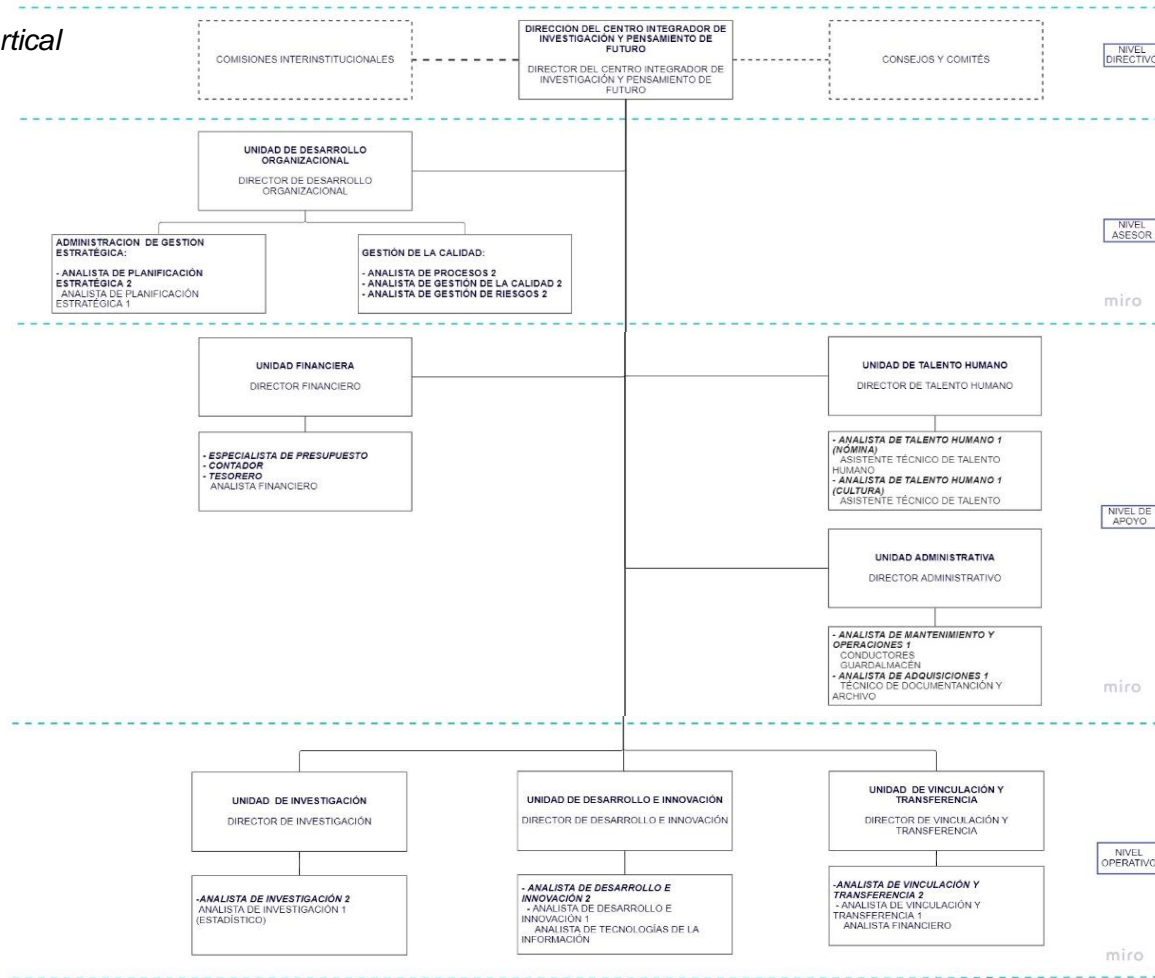 rtical
COMISIONES INTERINSTITUCIONALES
DIRECCION DEL CENTRO INTEGRADOR DE
INVESTIGACIÓN Y PENSAMIENTO DE
FUTURO
DIRECTOR DEL CENTRO INTEGRADOR DE
INVESTIGACIÓN Y PENSAMIENTO DE
FUTURO
CONSEJOS Y COMITÉS
NIVEL
DIRECTIVO
UNIDAD DE DESARROLLO
ORGANIZACIONAL
DIRECTOR DE DESARROLLO
ORGANIZACIONAL
ADMINISTRACION DE GESTION
ESTRATÉGICA:
- ANALISTA DE PLANIFICACIÓN
ESTRATÉGICA 2
ANALISTA DE PLANIFICACIÓN
ESTRATÉGICA 1
GESTIÓN DE LA CALIDAD:
- ANALISTA DE PROCESOS 2
- ANALISTA DE GESTIÓN DE LA CALIDAD 2
- ANALISTA DE GESTIÓN DE RIESGOS 2
NIVEL
ASESOR
miro
UNIDAD FINANCIERA
DIRECTOR FINANCIERO
- ESPECIALISTA DE PRESUPUESTO
- CONTADOR
- TESORERO
ANALISTA FINANCIERO
UNIDAD DE TALENTO HUMANO
DIRECTOR DE TALENTO HUMANO
- ANALISTA DE TALENTO HUMANO 1
(NÓMINA)
ASISTENTE TÉCNICO DE TALENTO
HUMANO
- ANALISTA DE TALENTO HUMANO 1
(CULTURA)
ASISTENTE TÉCNICO DE TALENTO
NIVEL DE
APOYO
UNIDAD ADMINISTRATIVA
DIRECTOR ADMINISTRATIVO
- ANALISTA DE MANTENIMIENTO Y
OPERACIONES 1
CONDUCTORES
GUARDALMACÉN
- ANALISTA DE ADQUISICIONES 1
TÉCNICO DE DOCUMENTANCIÓN Y
ARCHIVO
miro
UNIDAD DE INVESTIGACIÓN
DIRECTOR DE INVESTIGACIÓN
-ANALISTA DE INVESTIGACIÓN 2
ANALISTA DE INVESTIGACIÓN 1
(ESTADÍSTICO)
UNIDAD DE DESARROLLO E INNOVACIÓN
DIRECTOR DE DESARROLLO E INNOVACIÓN
- ANALISTA DE DESARROLLO E
INNOVACIÓN 2
- ANALISTA DE DESARROLLO E
INNOVACIÓN 1
ANALISTA DE TECNOLOGÍAS DE LA
INFORMACIÓN
UNIDAD DE VINCULACIÓN Y
TRANSFERENCIA
DIRECTOR DE VINCULACIÓN Y
TRANSFERENCIA
-ANALISTA DE VINCULACIÓN Y
TRANSFERENCIA 2
- ANALISTA DE VINCULACIÓN Y
TRANSFERENCIA 1
ANALISTA FINANCIERO
NIVEL
OPERATIVO
miro